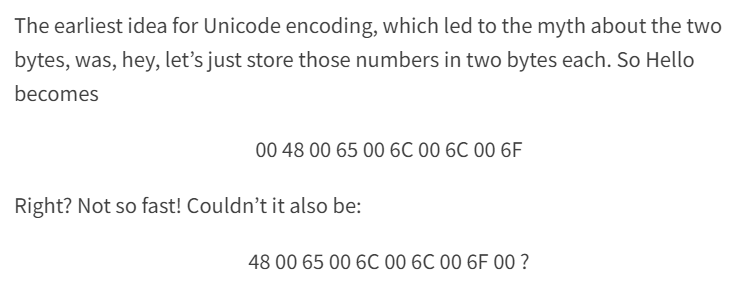 The earliest idea for Unicode encoding, which led to the myth about the two
bytes, was, hey, let’s just store those numbers in two bytes each. So Hello
becomes
00 48 00 65 00 6C 00 6C 00 6F
Right? Not so fast! Couldn’t it also be:
48 00 65 00 6C 00 6C 00 6F 00 ?